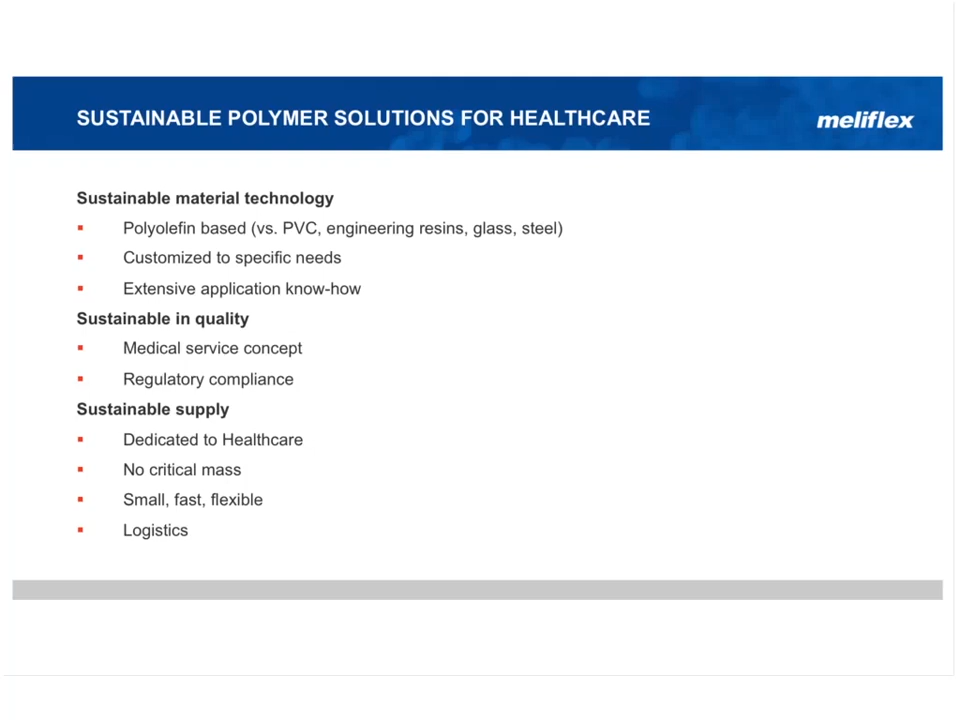 SUSTAINABLE POLYMER SOLUTIONS FOR HEALTHCARE
meliflex
Sustainable material technology
▪ Polyolefin based (vs. PVC, engineering resins, glass, steel)
▪ Customized to specific needs
▪ Extensive application know-how
Sustainable in quality
▪ Medical service concept
▪ Regulatory compliance
Sustainable supply
▪ Dedicated to Healthcare
▪ No critical mass
▪ Small, fast, flexible
▪ Logistics